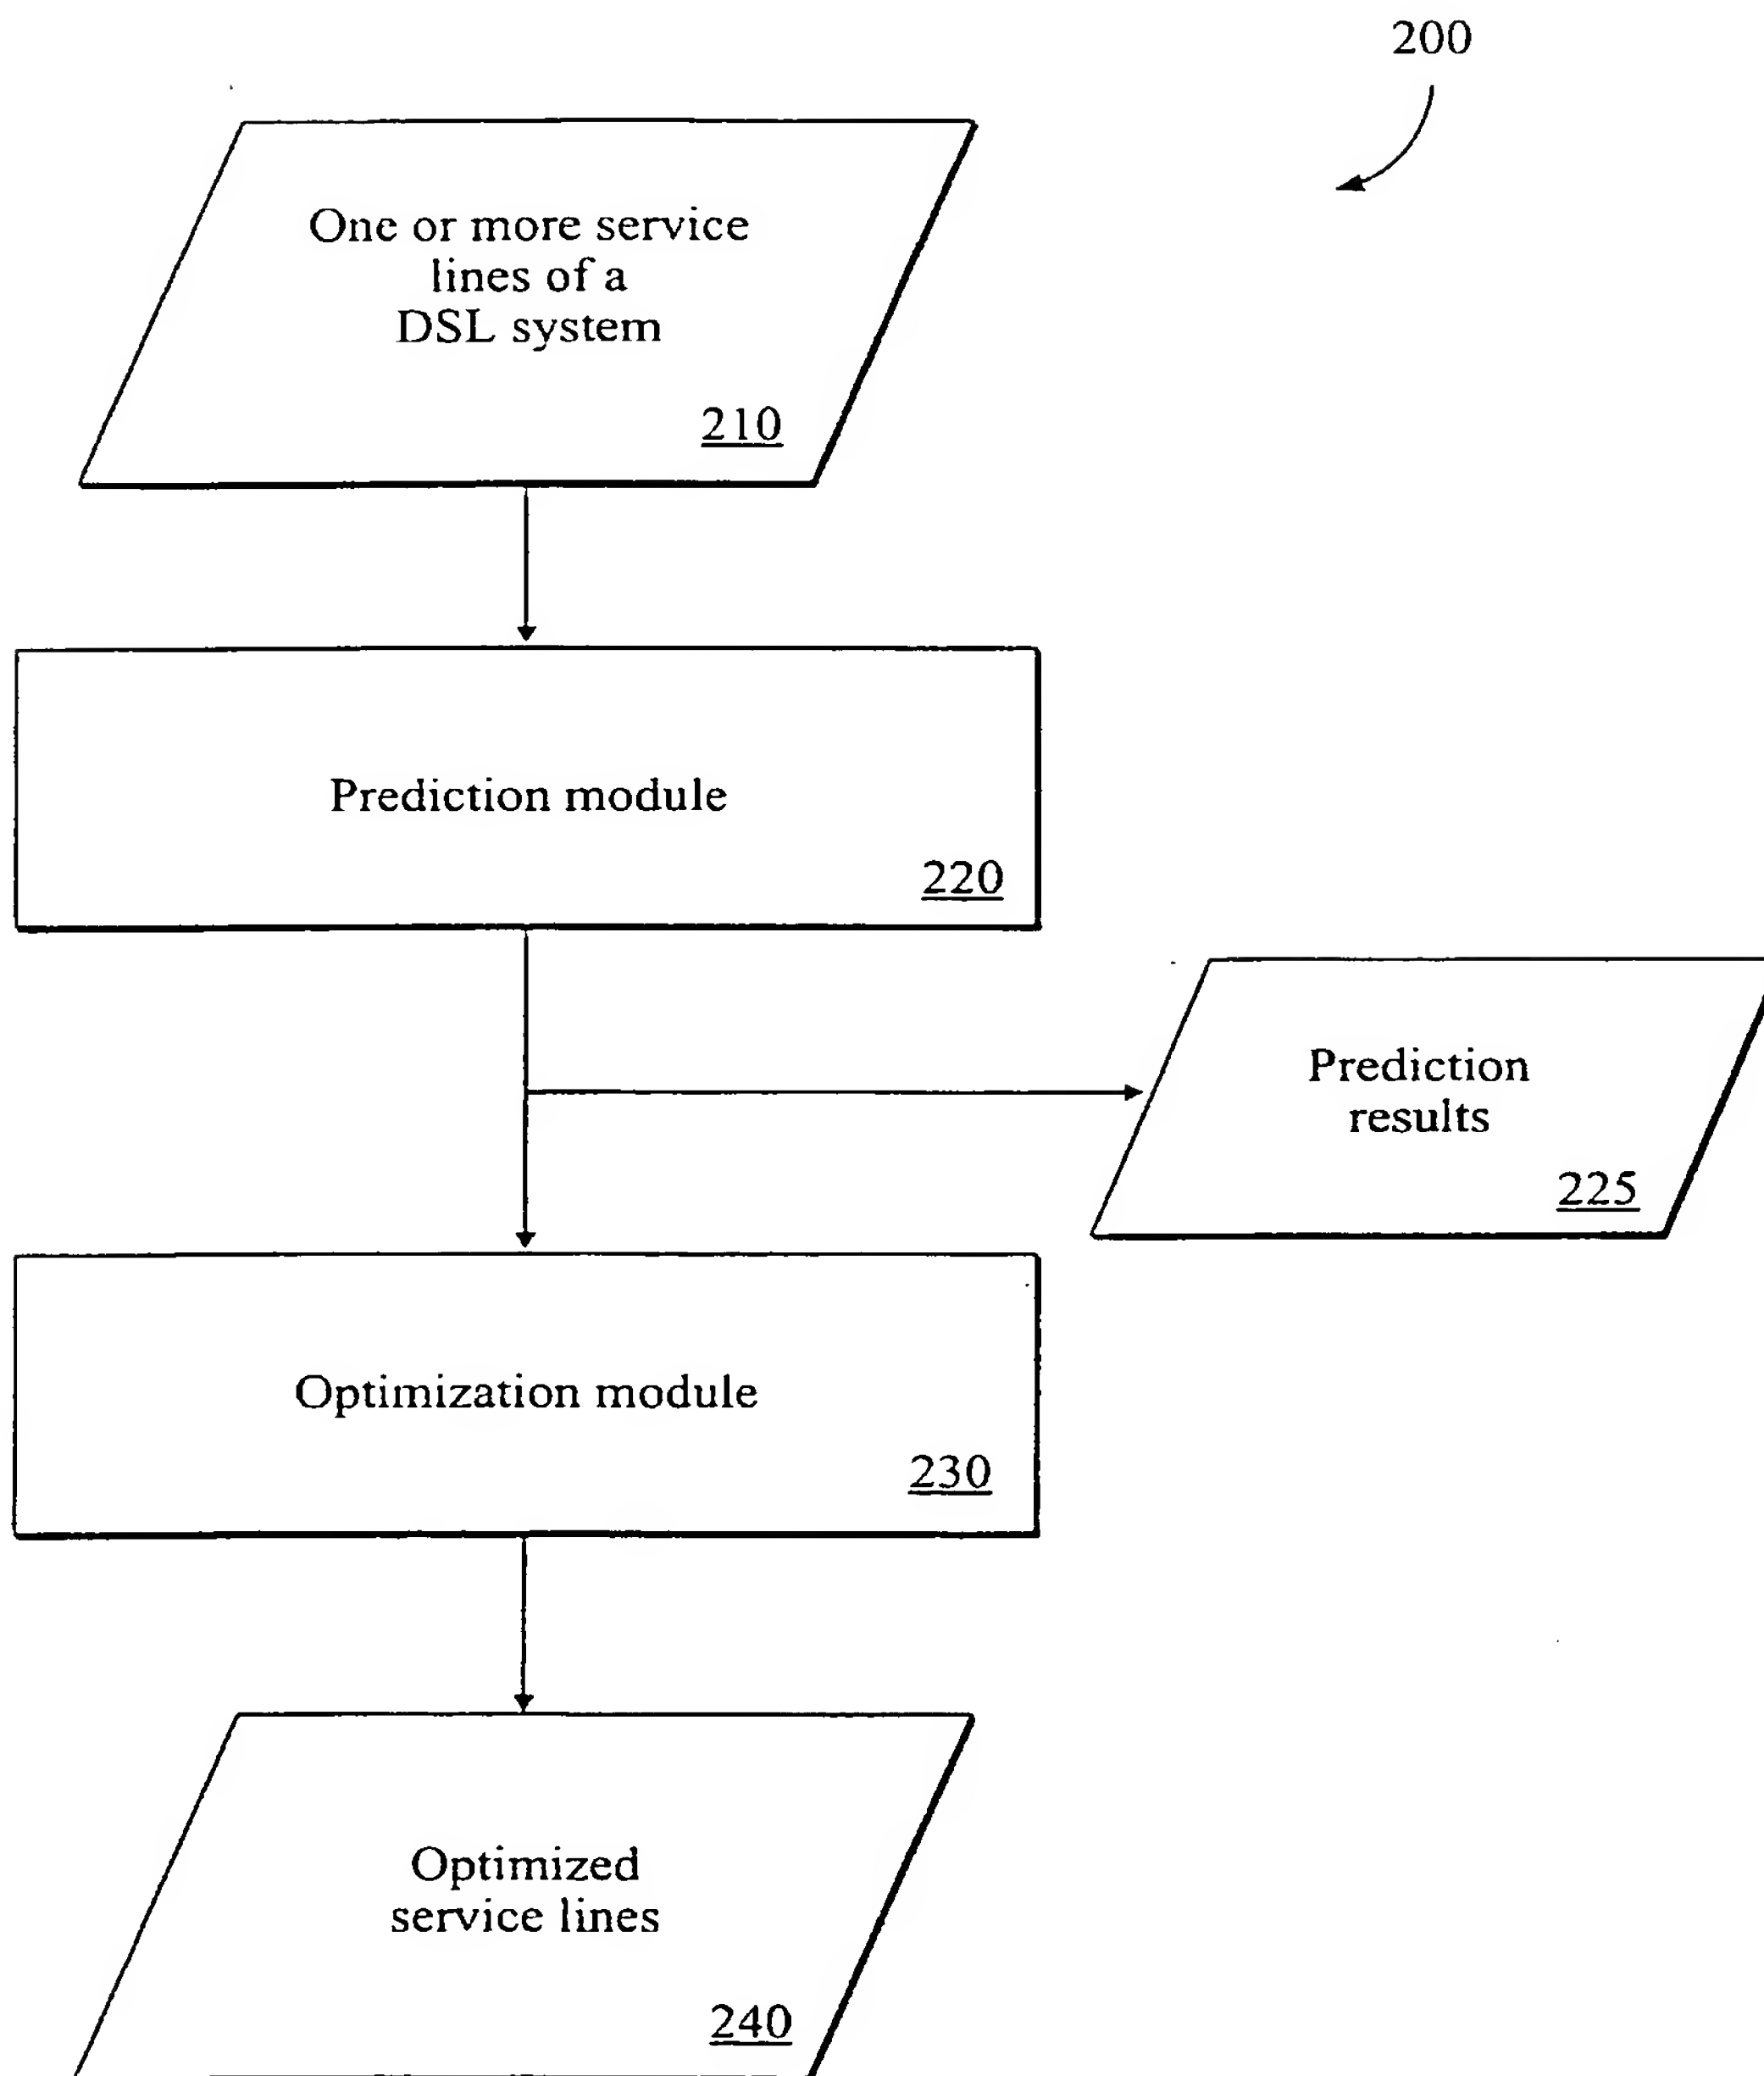 200
One or more service
lines of a
DSL system
210
Prediction module
220
Prediction
results
225
Optimization module
230
Optimized
service lines
240